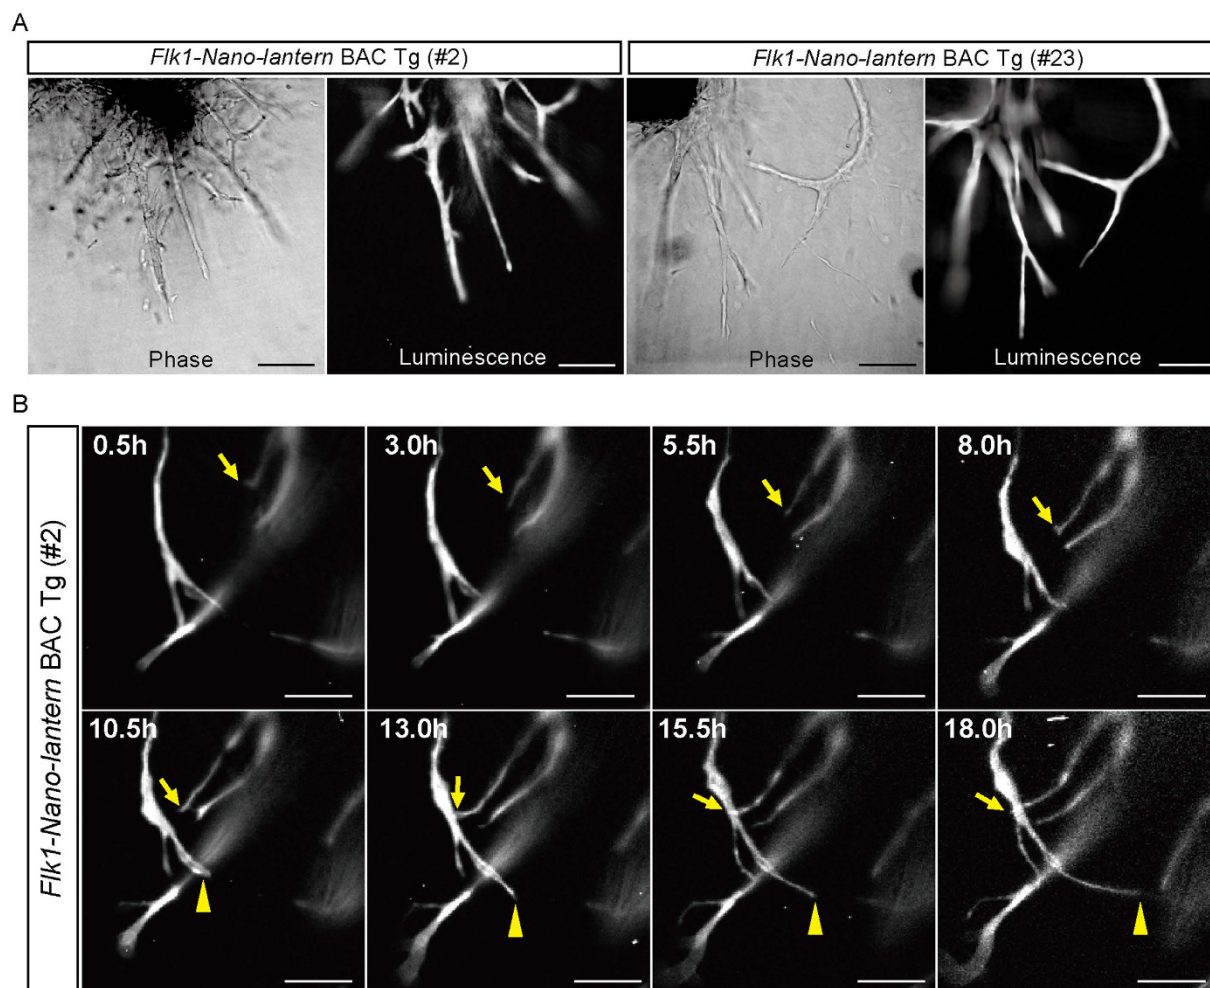 A
Flk1-Nano-lantern BAC Tg (#2)
Flk1-Nano-lantern BAC Tg (#23)
Phase
Luminescence
Phase
Luminescence
B
Flk1-Nano-lantern BAC Tg (#2)
0.5h
3.0h
5.5h
8.0h
10.5h
13.0h
15.5h
18.0h